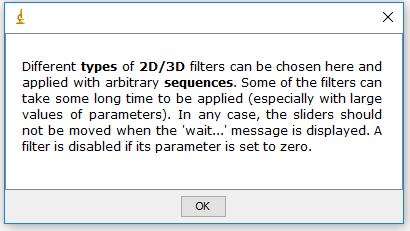 Different types of 2D/3D filters can be chosen here and
applied with arbitrary sequences. Some of the filters can
take some long time to be applied (especially with large
values of parameters). In any case, the sliders should
not be moved when the 'wait...' message is displayed. A
filter is disabled if its parameter is set to zero.
OK